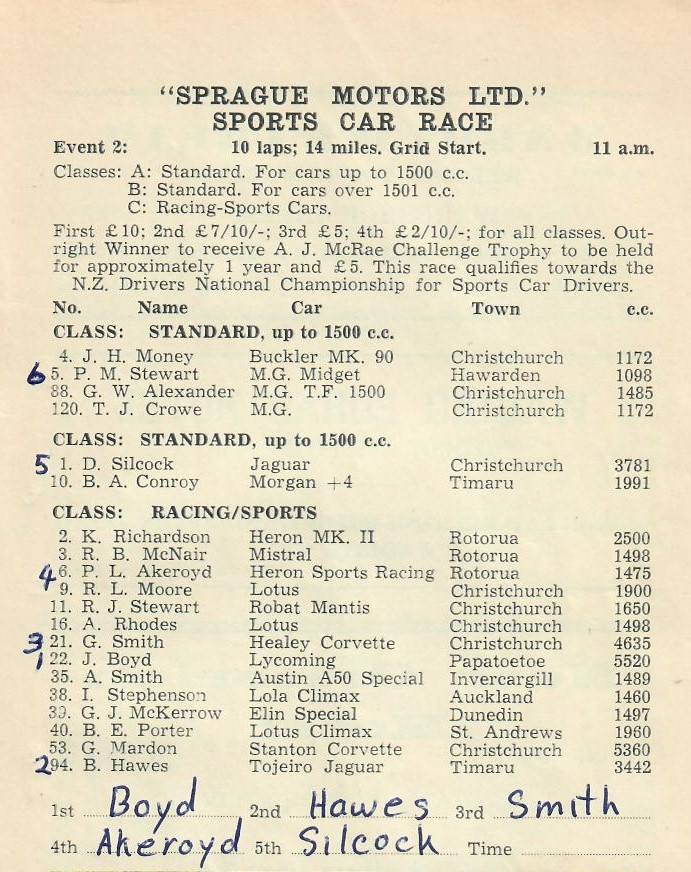 "SPRAGUE MOTORS LTD."
SPORTS CAR RACE
Event 2: 10 laps; 14 miles. Grid Start. 11 a.m.
Classes: A: Standard. For cars up to 1500 c.c.
B: Standard. For cars over 1501 c.c.
C: Racing-Sports Cars.
First £10; 2nd £7/10/-; 3rd £5; 4th £2/10/-; for all classes. Out-
right Winner to receive A. J. McRae Challenge Trophy to be held
for approximately 1 year and £5. This race qualifies towards the
N.Z. Drivers National Championship for Sports Car Drivers.
No. Name Car Town c.c.
CLASS: STANDARD, up to 1500 c.c.
4. J. H. Money Buckler MK. 90 Christchurch 1172
6 5. P. M. Stewart M.G. Midget Hawarden 1098
88. G. W. Alexander M.G. T.F. 1500 Christchurch 1485
120. T. J. Crowe M.G. Christchurch 1172
CLASS: STANDARD, up to 1500 c.c.
5 1. D. Silcock Jaguar Christchurch 3781
10. B. A. Conroy Morgan +4 Timaru 1991
CLASS: RACING/SPORTS
2. K. Richardson Heron MK. II Rotorua 2500
3. R. B. McNair Mistral Rotorua 1498
4 6. P. L. Akeroyd Heron Sports Racing Rotorua 1475
9. R. L. Moore Lotus Christchurch 1900
11. R. J. Stewart Robat Mantis Christchurch 1650
16. A. Rhodes Lotus Christchurch 1498
3 21. G. Smith Healey Corvette Christchurch 4635
1 22. J. Boyd Lycoming Papatoetoe 5520
35. A. Smith Austin A50 Special Invercargill 1489
38. I. Stephenson Lola Climax Auckland 1460
39. G. J. McKerrow Elin Special Dunedin 1497
40. B. E. Porter Lotus Climax St. Andrews 1960
53. G. Mardon Stanton Corvette Christchurch 5360
2 94. B. Hawes Tojeiro Jaguar Timaru 3442
1st Boyd 2nd Hawes 3rd Smith
4th Akeroyd 5th Silcock Time